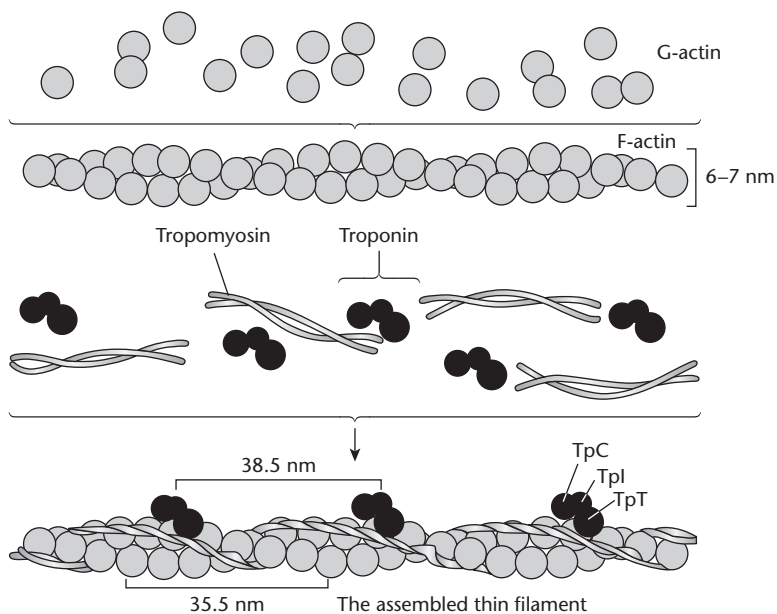 G-actin
F-actin
6–7 nm
Tropomyosin
Troponin
TpC
TpI
TpT
38.5 nm
35.5 nm
The assembled thin filament